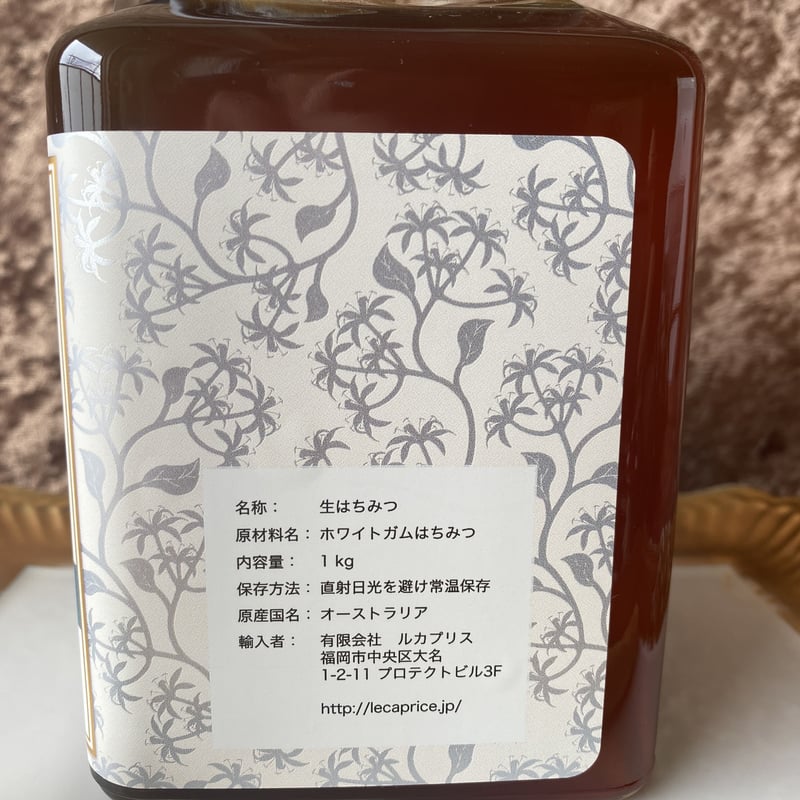 名称： 生はちみつ
原材料名：ホワイトガムはちみつ
内容量： 1 kg
保存方法：直射日光を避け常温保存
原産国名：オーストラリア
輸入者： 有限会社　ルカプリス
福岡市中央区大名
1-2-11 プロテクトビル3F
http://lecaprice.jp/